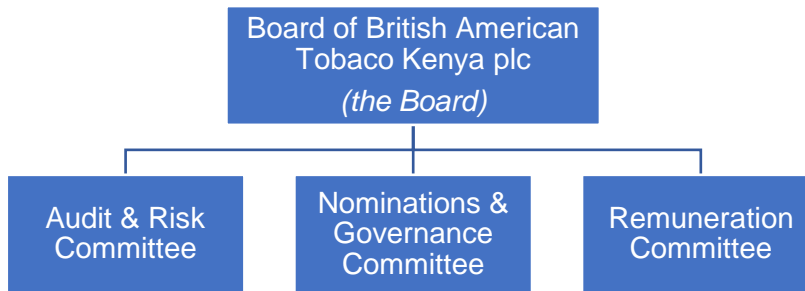 Board of British American
Tobaco Kenya plc
(the Board)
Audit & Risk
Committee
Nominations &
Governance
Committee
Remuneration
Committee